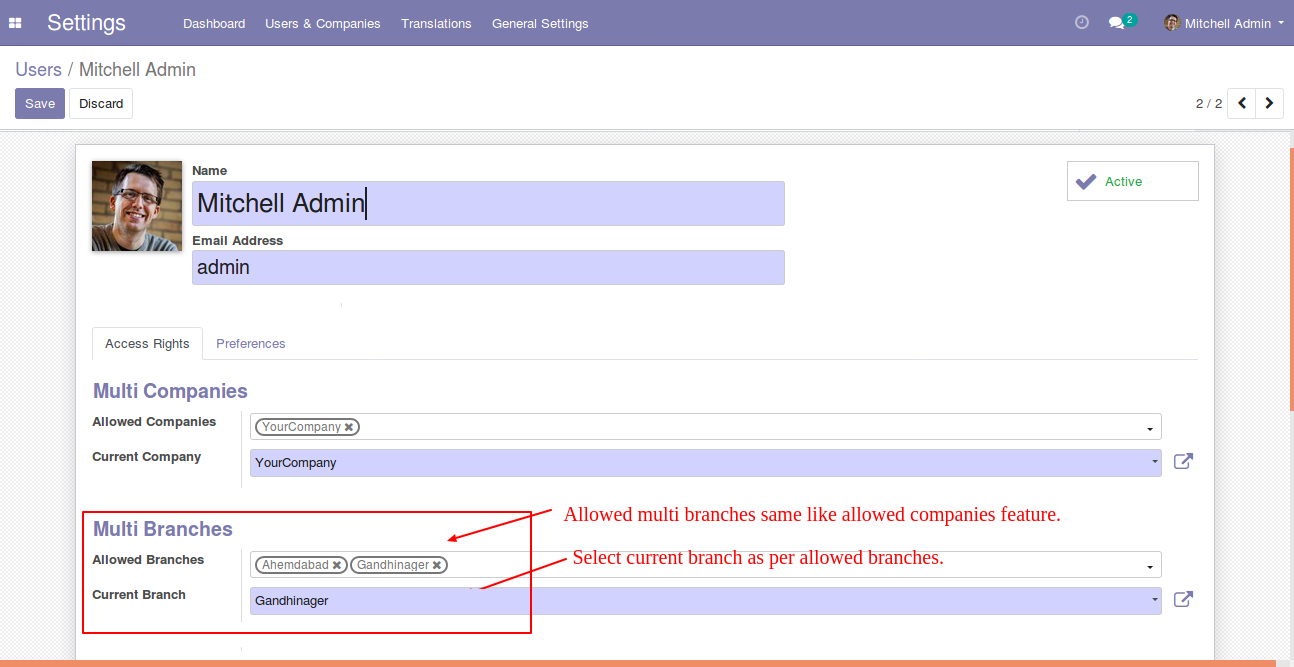 Settings Dashboard Users & Companies Translations General Settings 2 Mitchell Admin
Users / Mitchell Admin
Save Discard 2 / 2
Name
Mitchell Admin
Active
Email Address
admin
Access Rights Preferences
Multi Companies
Allowed Companies YourCompany
Current Company YourCompany
Allowed multi branches same like allowed companies feature.
Multi Branches
Select current branch as per allowed branches.
Allowed Branches Ahemdabad Gandhinager
Current Branch Gandhinager